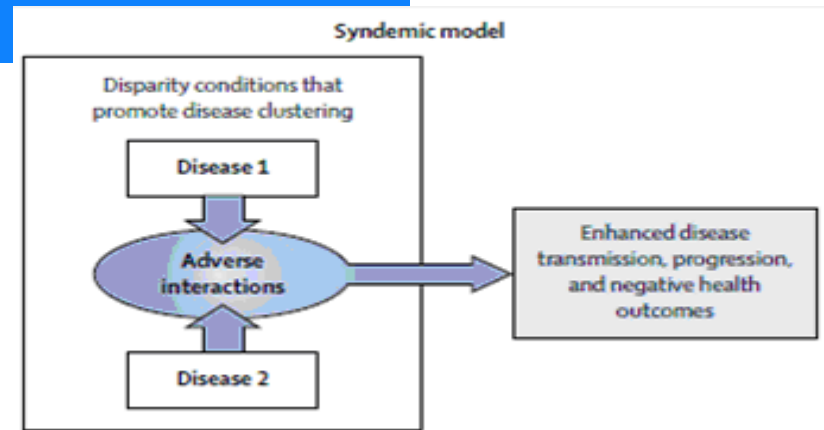 Syndemic model
Disparity conditions that
promote disease clustering
Disease 1
Adverse
interactions
Disease 2
Enhanced disease
transmission, progression,
and negative health
outcomes